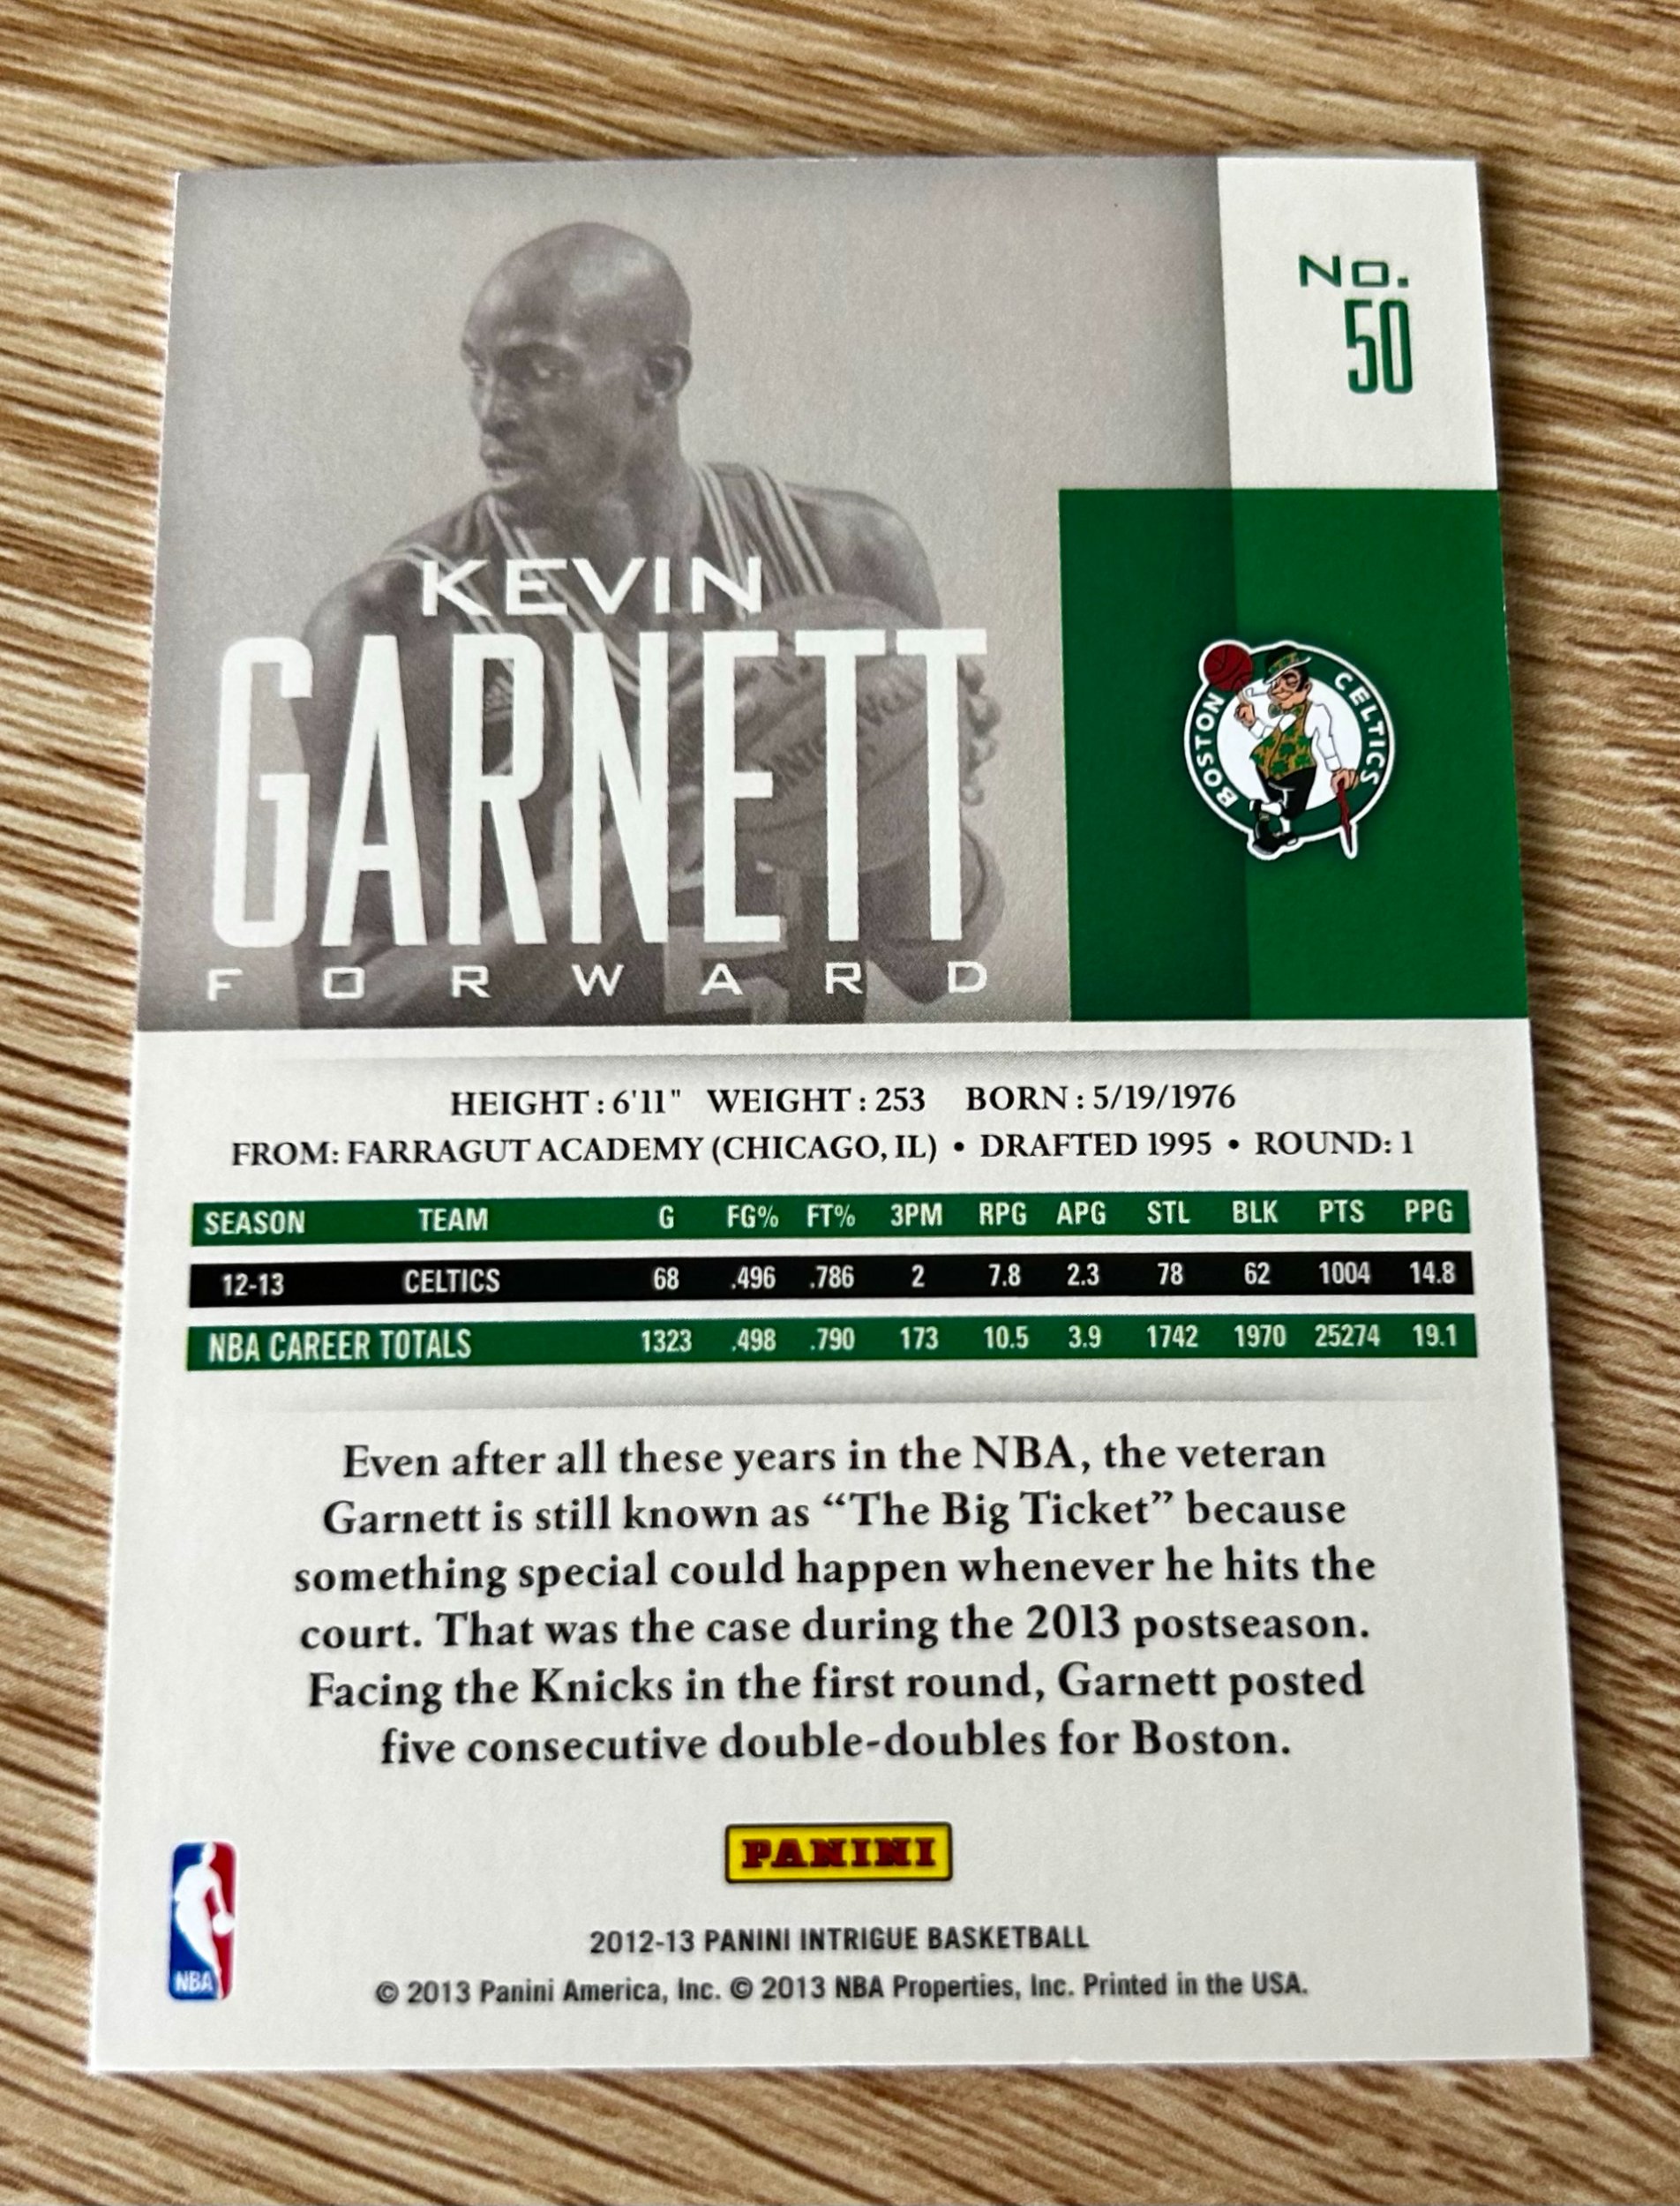 No.
50
KEVIN
GARNETT
FORWARD
BOSTON CELTICS
HEIGHT : 6'11" WEIGHT : 253 BORN : 5/19/1976
FROM: FARRAGUT ACADEMY (CHICAGO, IL) • DRAFTED 1995 • ROUND: 1
SEASON TEAM G FG% FT% 3PM RPG APG STL BLK PTS PPG
12-13 CELTICS 68 .496 .786 2 7.8 2.3 78 62 1004 14.8
NBA CAREER TOTALS 1323 .498 .790 173 10.5 3.9 1742 1970 25274 19.1
Even after all these years in the NBA, the veteran
Garnett is still known as “The Big Ticket” because
something special could happen whenever he hits the
court. That was the case during the 2013 postseason.
Facing the Knicks in the first round, Garnett posted
five consecutive double-doubles for Boston.
PANINI
NBA
2012-13 PANINI INTRIGUE BASKETBALL
© 2013 Panini America, Inc. © 2013 NBA Properties, Inc. Printed in the USA.